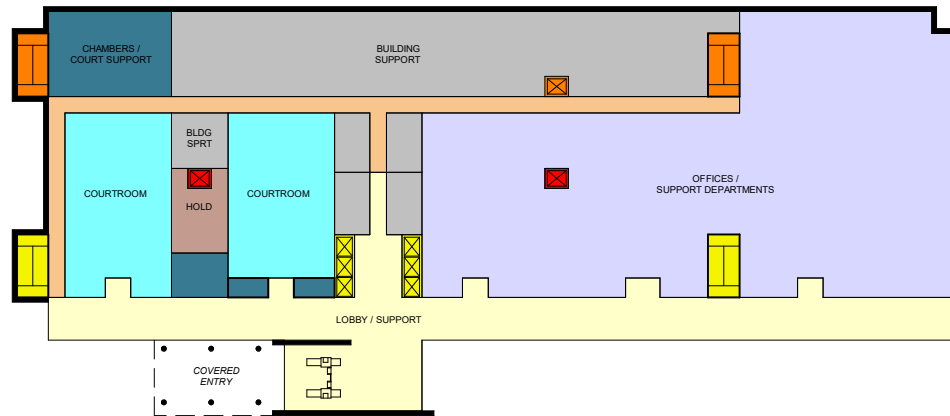 CHAMBERS /
COURT SUPPORT
BUILDING
SUPPORT
BLDG
SPRT
COURTROOM
HOLD
COURTROOM
OFFICES /
SUPPORT DEPARTMENTS
LOBBY / SUPPORT
COVERED
ENTRY